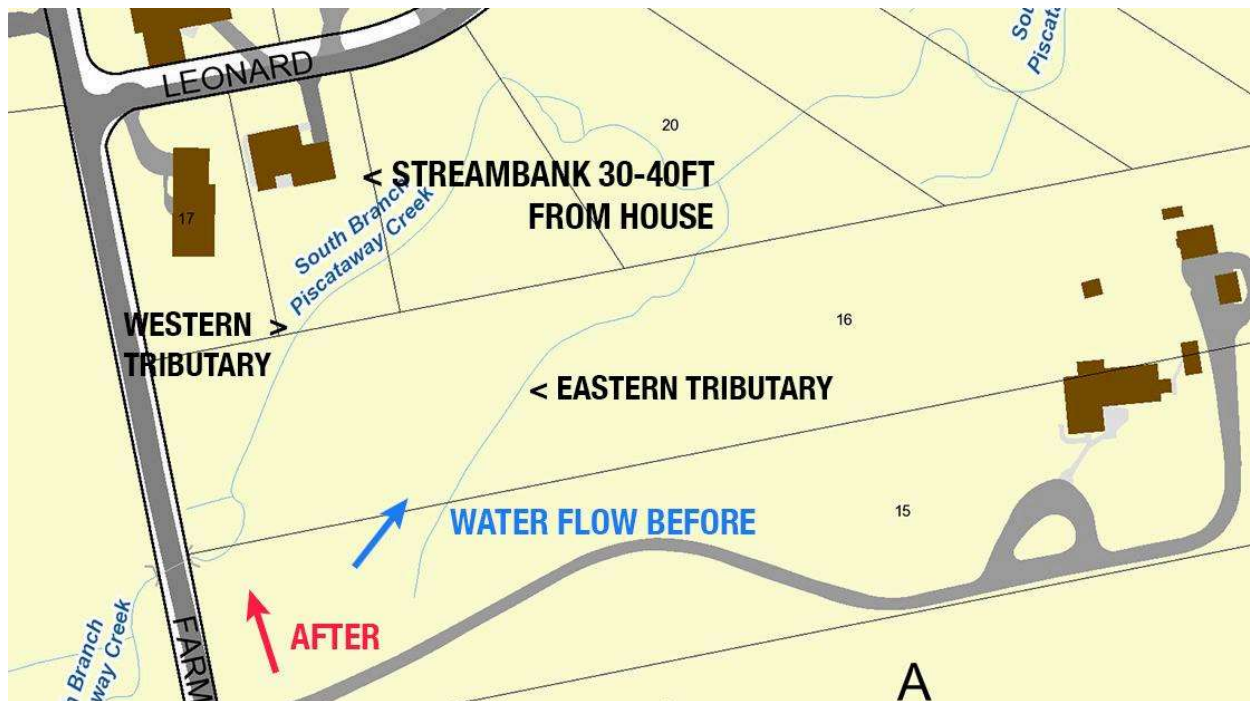 LEONARD
Sou
Piscata
20
< STREAMBANK 30-40FT
FROM HOUSE
17
South Branch
Piscataway Creek
WESTERN >
TRIBUTARY
16
< EASTERN TRIBUTARY
WATER FLOW BEFORE
15
AFTER
FARM
h Branch
way Creek
A